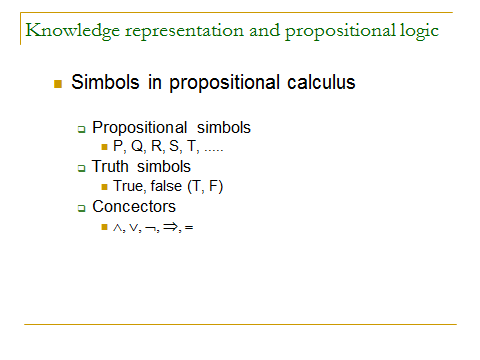 Knowledge representation and propositional logic
Simbols in propositional calculus
Propositional simbols
P, Q, R, S, T, .....
Truth simbols
True, false (T, F)
Concectors
∧, ∨, ¬, ⇒, =